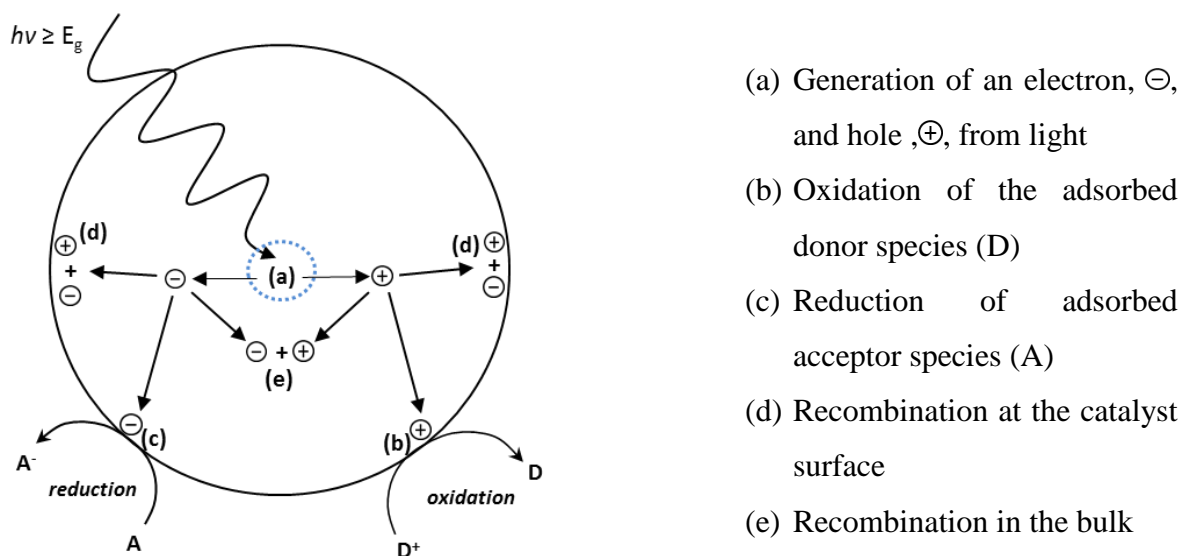 hν ≥ Eg
(d)
⊕
+
⊖
⊖
(a)
⊕
(d) ⊕
+
⊖
⊖ + ⊕
(e)
⊖
(c)
⊕
(b)
A-
reduction
A
D
oxidation
D+
(a) Generation of an electron, ⊖,
and hole ,⊕, from light
(b) Oxidation of the adsorbed
donor species (D)
(c) Reduction of adsorbed
acceptor species (A)
(d) Recombination at the catalyst
surface
(e) Recombination in the bulk